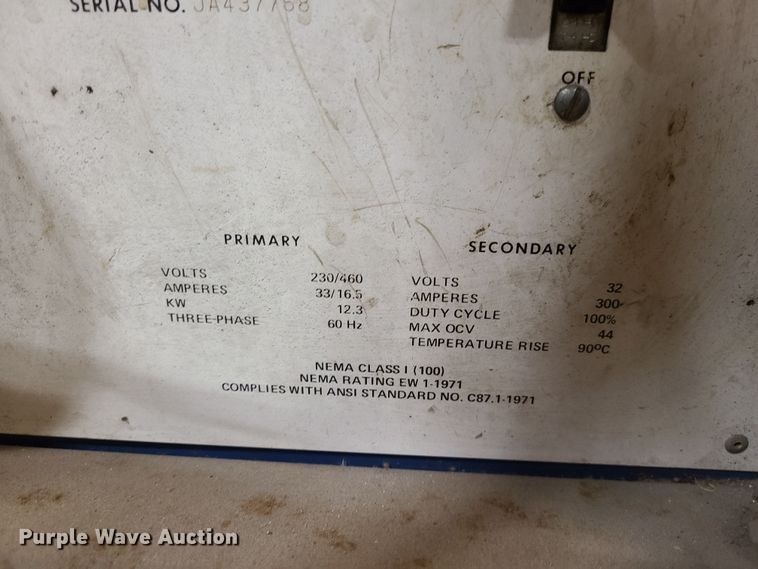 SERIAL NO. JA437768
OFF
PRIMARY
VOLTS 230/460
AMPERES 33/16.5
KW 12.3
THREE-PHASE 60 Hz
SECONDARY
VOLTS 32
AMPERES 300
DUTY CYCLE 100%
MAX OCV 44
TEMPERATURE RISE 90°C
NEMA CLASS I (100)
NEMA RATING EW 1-1971
COMPLIES WITH ANSI STANDARD NO. C87.1-1971
Purple Wave Auction